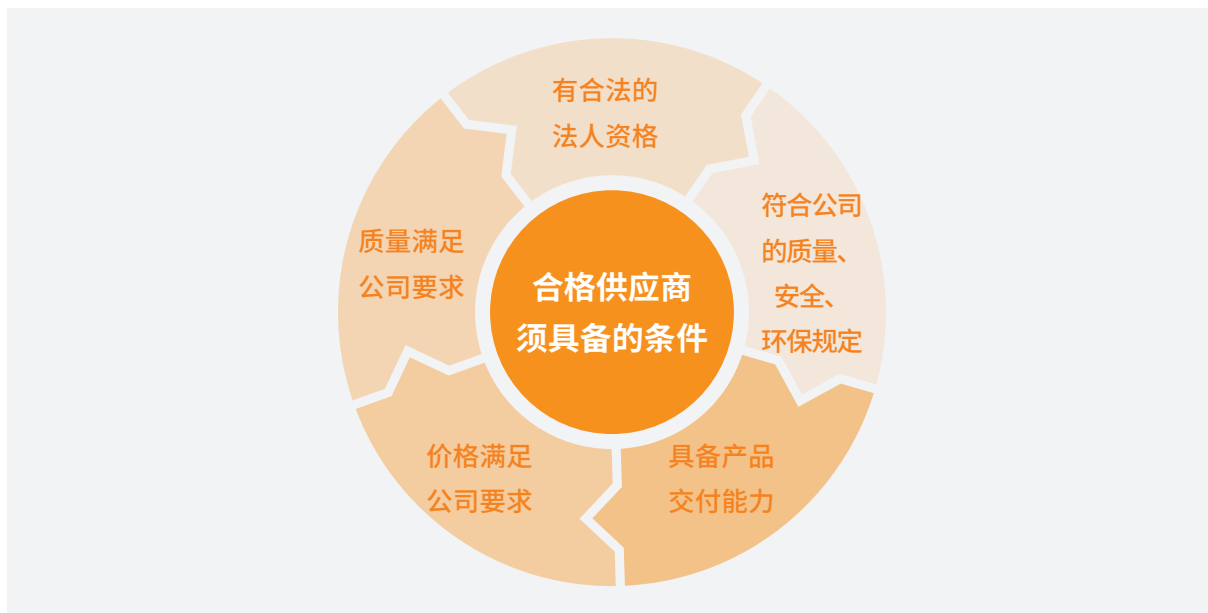 有合法的
法人资格
符合公司
的质量、
安全、
环保规定
具备产品
交付能力
价格满足
公司要求
质量满足
公司要求
合格供应商
须具备的条件